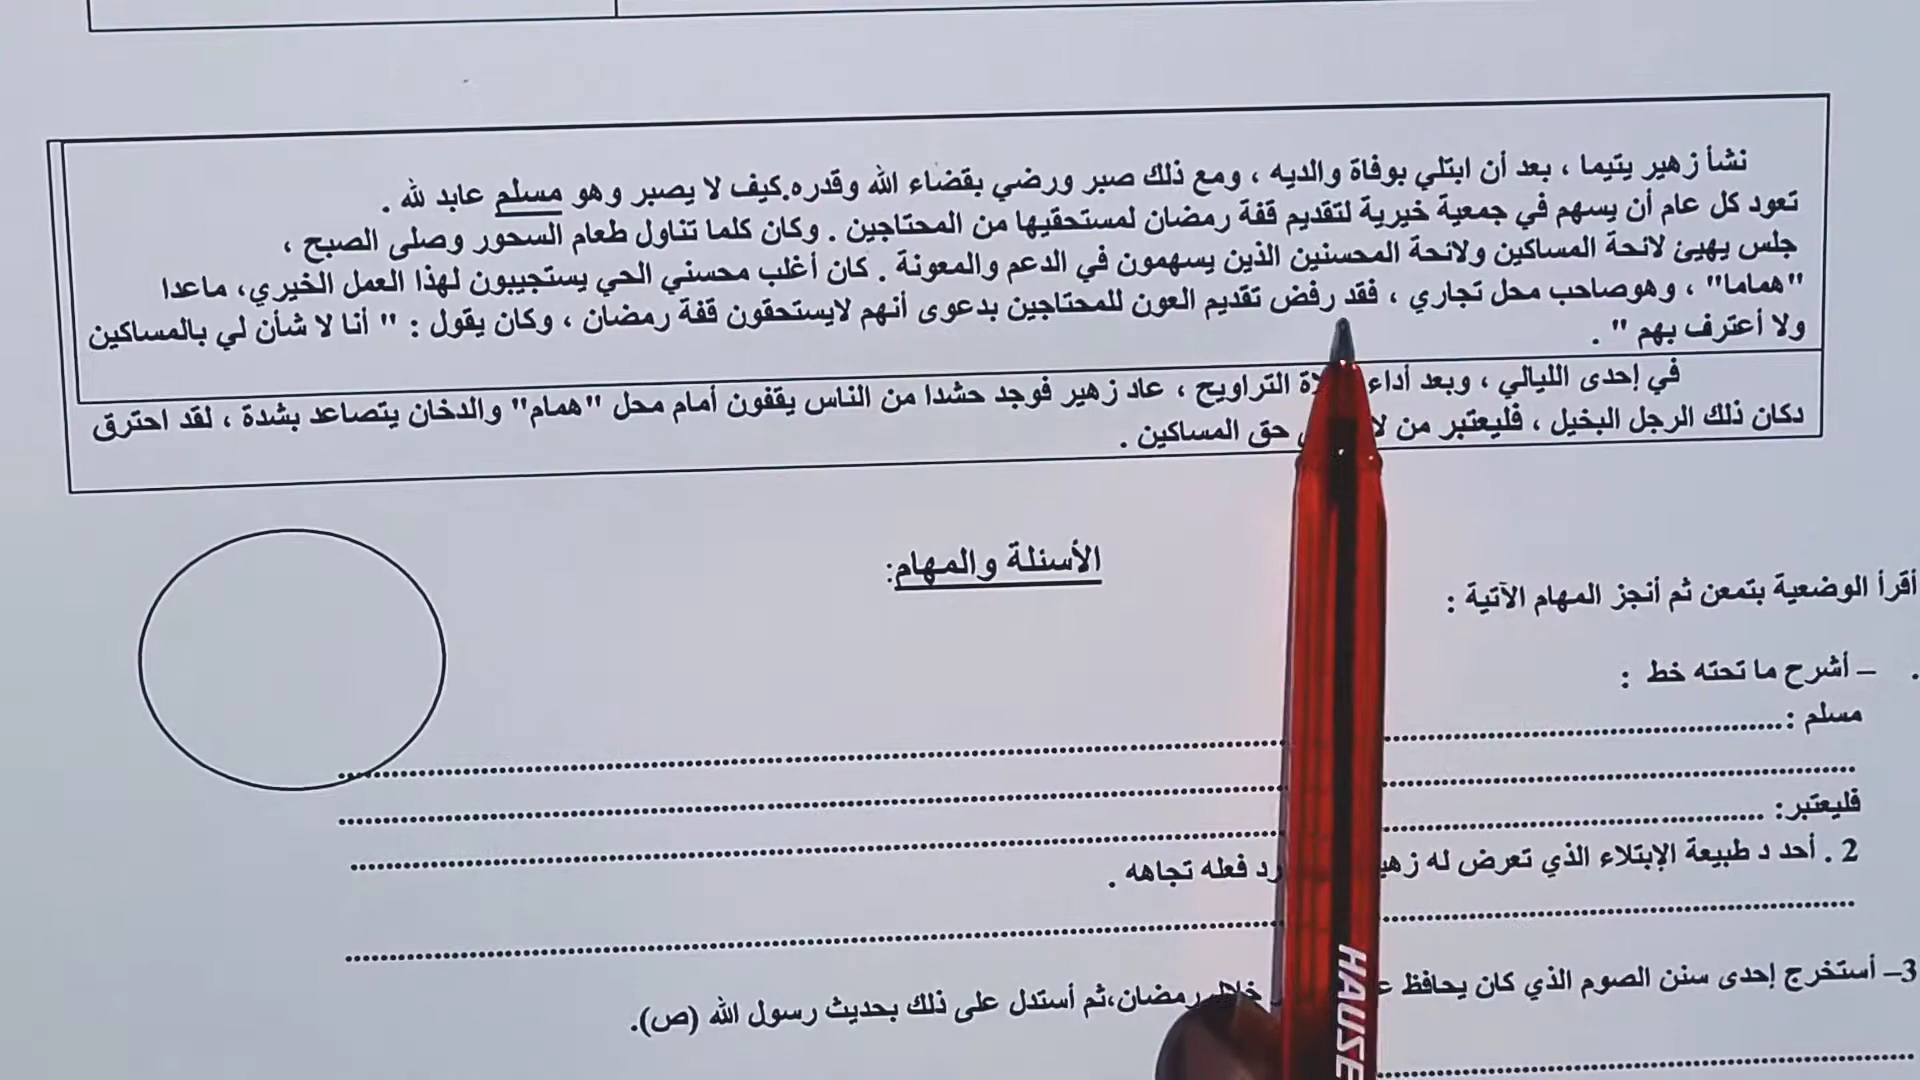 نشأ زهير يتيما ، بعد أن ابتلي بوفاة والديه ، ومع ذلك صبر ورضي بقضاء الله وقدره.كيف لا يصبر وهو مسلم عابد لله .
تعود كل عام أن يسهم في جمعية خيرية لتقديم قفة رمضان لمستحقيها من المحتاجين . وكان كلما تناول طعام السحور وصلى الصبح ،
جلس يهيئ لائحة المساكين ولائحة المحسنين الذين يسهمون في الدعم والمعونة . كان أغلب محسني الحي يستجيبون لهذا العمل الخيري، ماعدا
"هماما" ، وهوصاحب محل تجاري ، فقد رفض تقديم العون للمحتاجين بدعوى أنهم لايستحقون قفة رمضان ، وكان يقول : " أنا لا شأن لي بالمساكين
ولا أعترف بهم " .
في إحدى الليالي ، وبعد أداء التراويح ، عاد زهير فوجد حشدا من الناس يقفون أمام محل "همام" والدخان يتصاعد بشدة ، لقد احترق
دكان ذلك الرجل البخيل ، فليعتبر من حق المساكين .
الأسئلة والمهام:
أقرأ الوضعية بتمعن ثم أنجز المهام الآتية :
– أشرح ما تحته خط :
مسلم :
فليعتبر:
2 . أحد د طبيعة الإبتلاء الذي تعرض له رد فعله تجاهه .
3– أستخرج إحدى سنن الصوم الذي كان يحافظ خلال رمضان،ثم أستدل على ذلك بحديث رسول الله (ص).
HAUSE